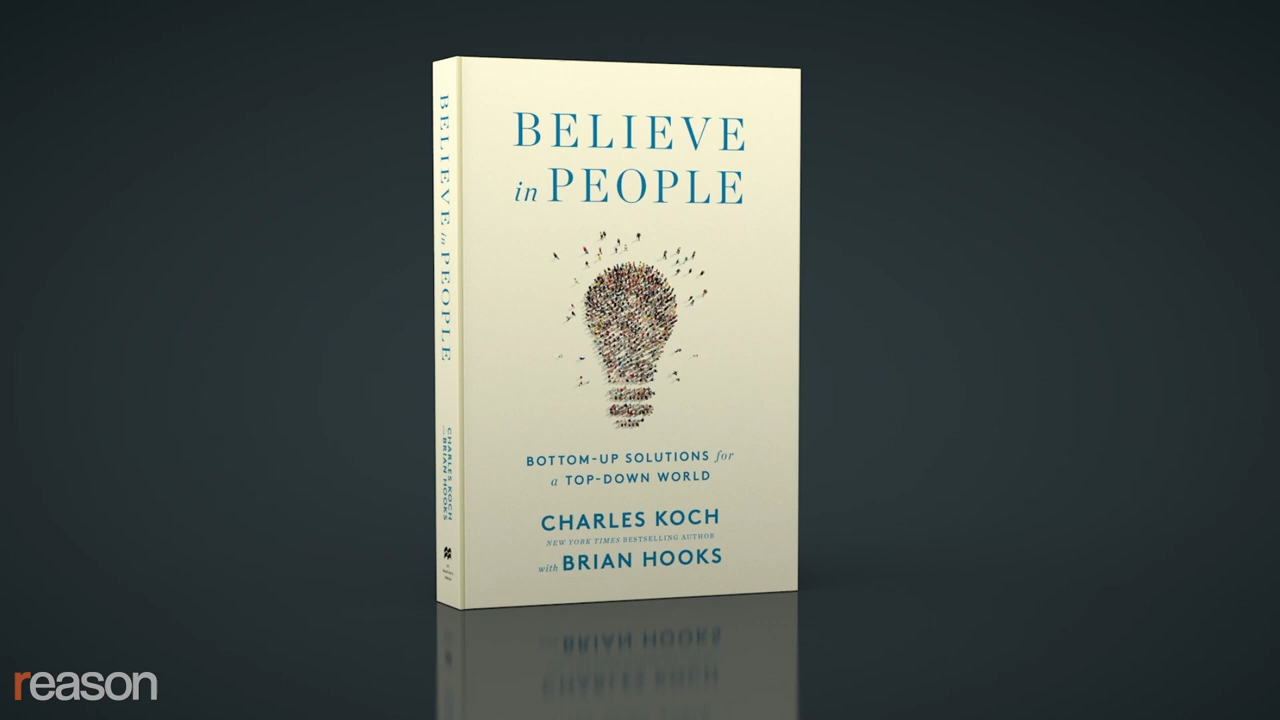 BELIEVE
in PEOPLE
BOTTOM-UP SOLUTIONS for
a TOP-DOWN WORLD
CHARLES KOCH
NEW YORK TIMES BESTSELLING AUTHOR
with BRIAN HOOKS
BELIEVE in PEOPLE
CHARLES KOCH
with BRIAN HOOKS
reason